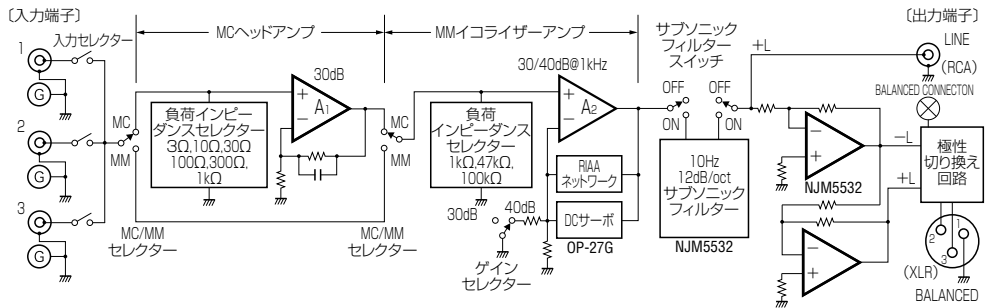 〔入力端子〕
1
入力セレクター
G
2
G
3
G
MCヘッドアンプ
MC
MM
負荷インピー
ダンスセレクター
3Ω,10Ω,30Ω
100Ω,300Ω,
1kΩ
30dB
+
−
A1
MC
MM
MC/MM
セレクター
MC/MM
セレクター
MMイコライザーアンプ
30/40dB@1kHz
負荷
インピーダンス
セレクター
1kΩ,47kΩ,
100kΩ
+
−
A2
RIAA
ネットワーク
DCサーボ
OP-27G
30dB
40dB
ゲイン
セレクター
サブソニック
フィルター
スイッチ
OFF
OFF
ON
ON
10Hz
12dB/oct
サブソニック
フィルター
NJM5532
+L
−
+
NJM5532
−
+
−L
+L
〔出力端子〕
LINE
(RCA)
BALANCED CONNECTON
極性
切り換え
回路
2
1
3
(XLR)
BALANCED